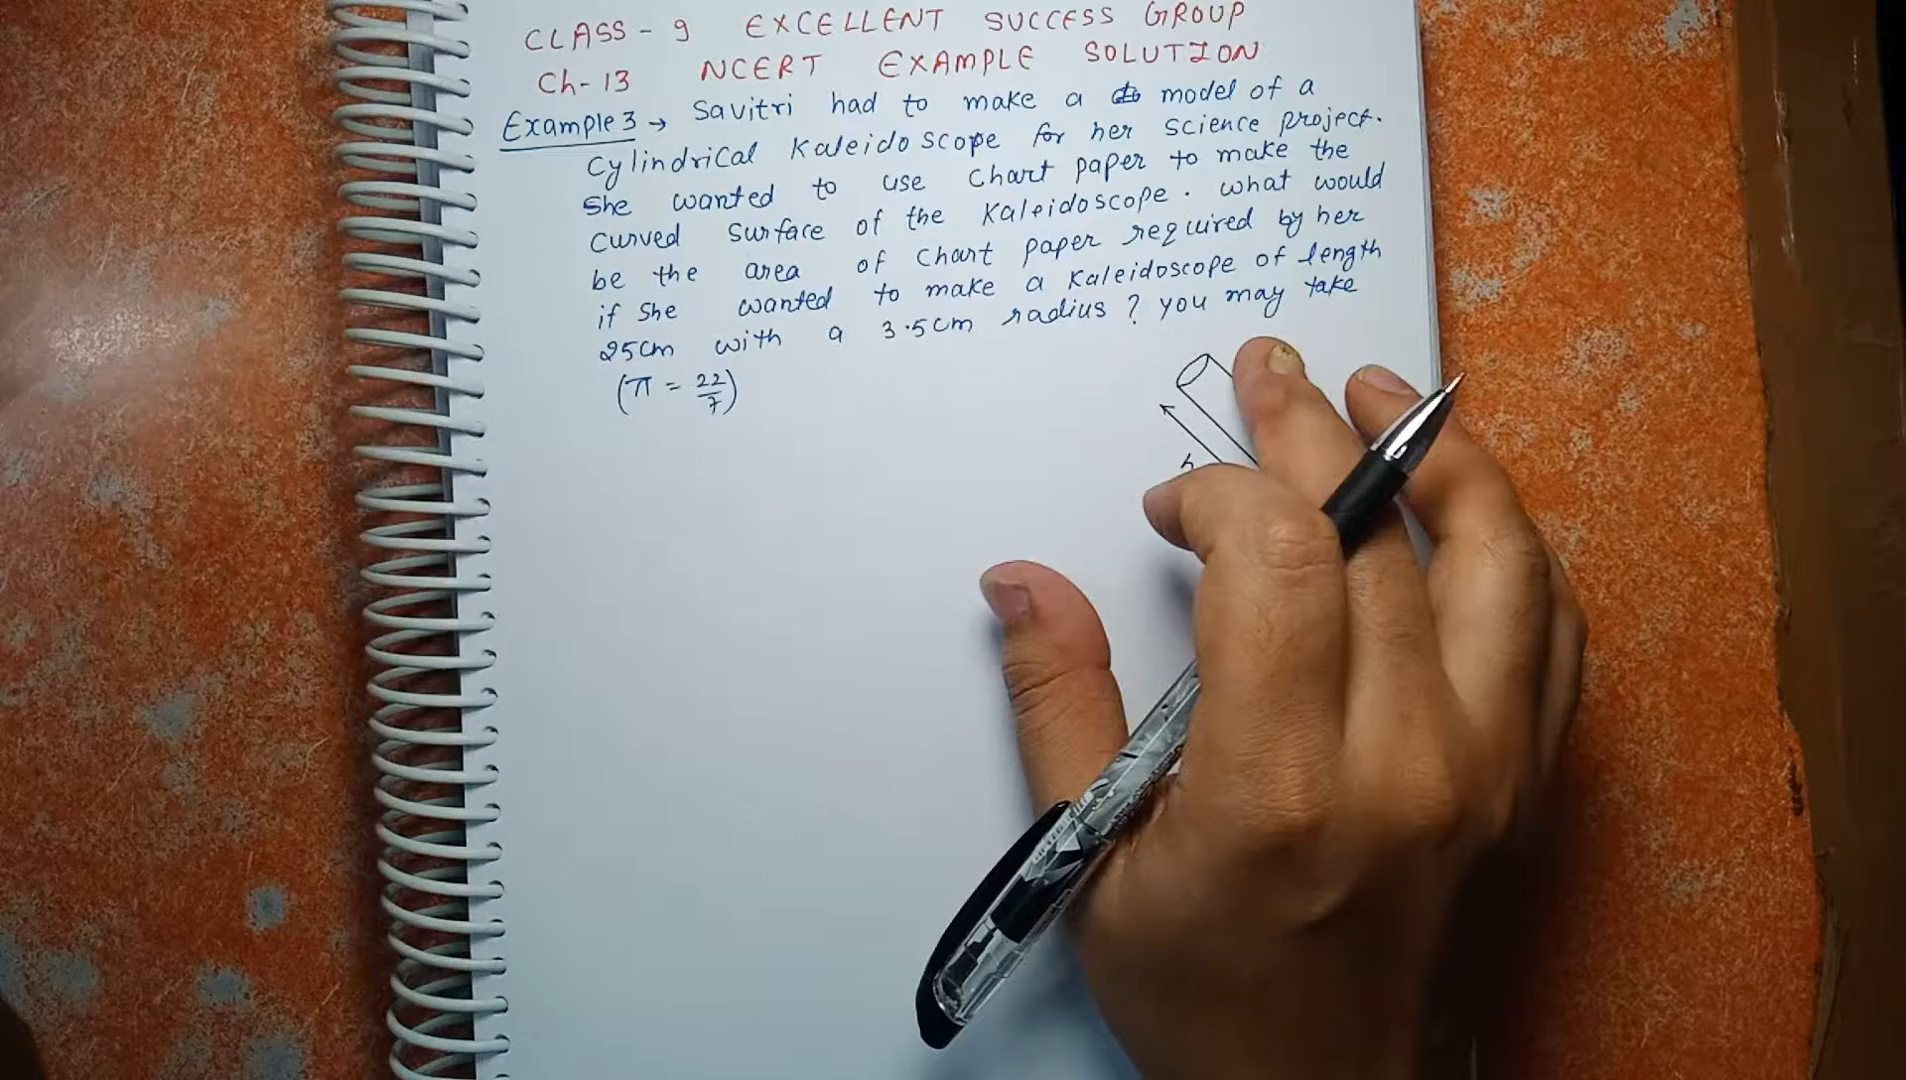 CLASS - 9 EXCELLENT SUCCESS GROUP
Ch-13 NCERT EXAMPLE SOLUTION
Example 3 → Savitri had to make a model of a
cylindrical Kaleidoscope for her science project.
She wanted to use chart paper to make the
curved surface of the Kaleidoscope. what would
be the area of chart paper required by her
if She wanted to make a Kaleidoscope of length
25cm with a 3.5cm radius? you may take
(π = 22/7)
h